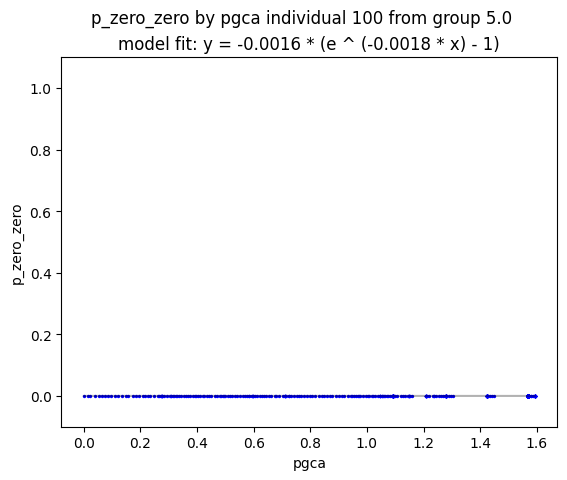 p_zero_zero by pgca individual 100 from group 5.0
model fit: y = -0.0016 * (e ^ (-0.0018 * x) - 1)
1.0
0.8
0.6
0.4
0.2
0.0
p_zero_zero
0.0 0.2 0.4 0.6 0.8 1.0 1.2 1.4 1.6
pgca